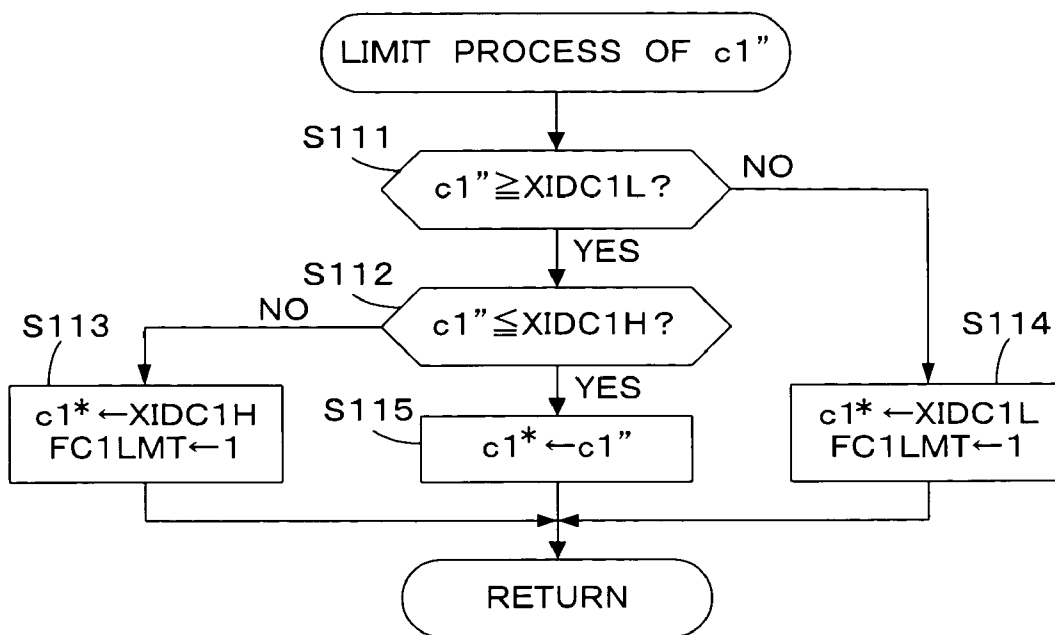 LIMIT PROCESS OF c1”
S111
c1”≧XIDC1L?
NO
YES
S112
c1”≦XIDC1H?
NO
YES
S113
c1*←XIDC1H
FC1LMT←1
S115
c1*←c1”
S114
c1*←XIDC1L
FC1LMT←1
RETURN